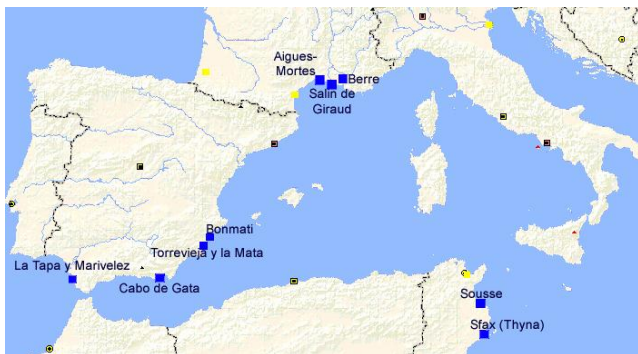 Aigues-
Mortes
Berre
Salin de
Giraud
Bonmati
Torrevieja y la Mata
La Tapa y Marivelez
Cabo de Gata
Sousse
Sfax (Thyna)